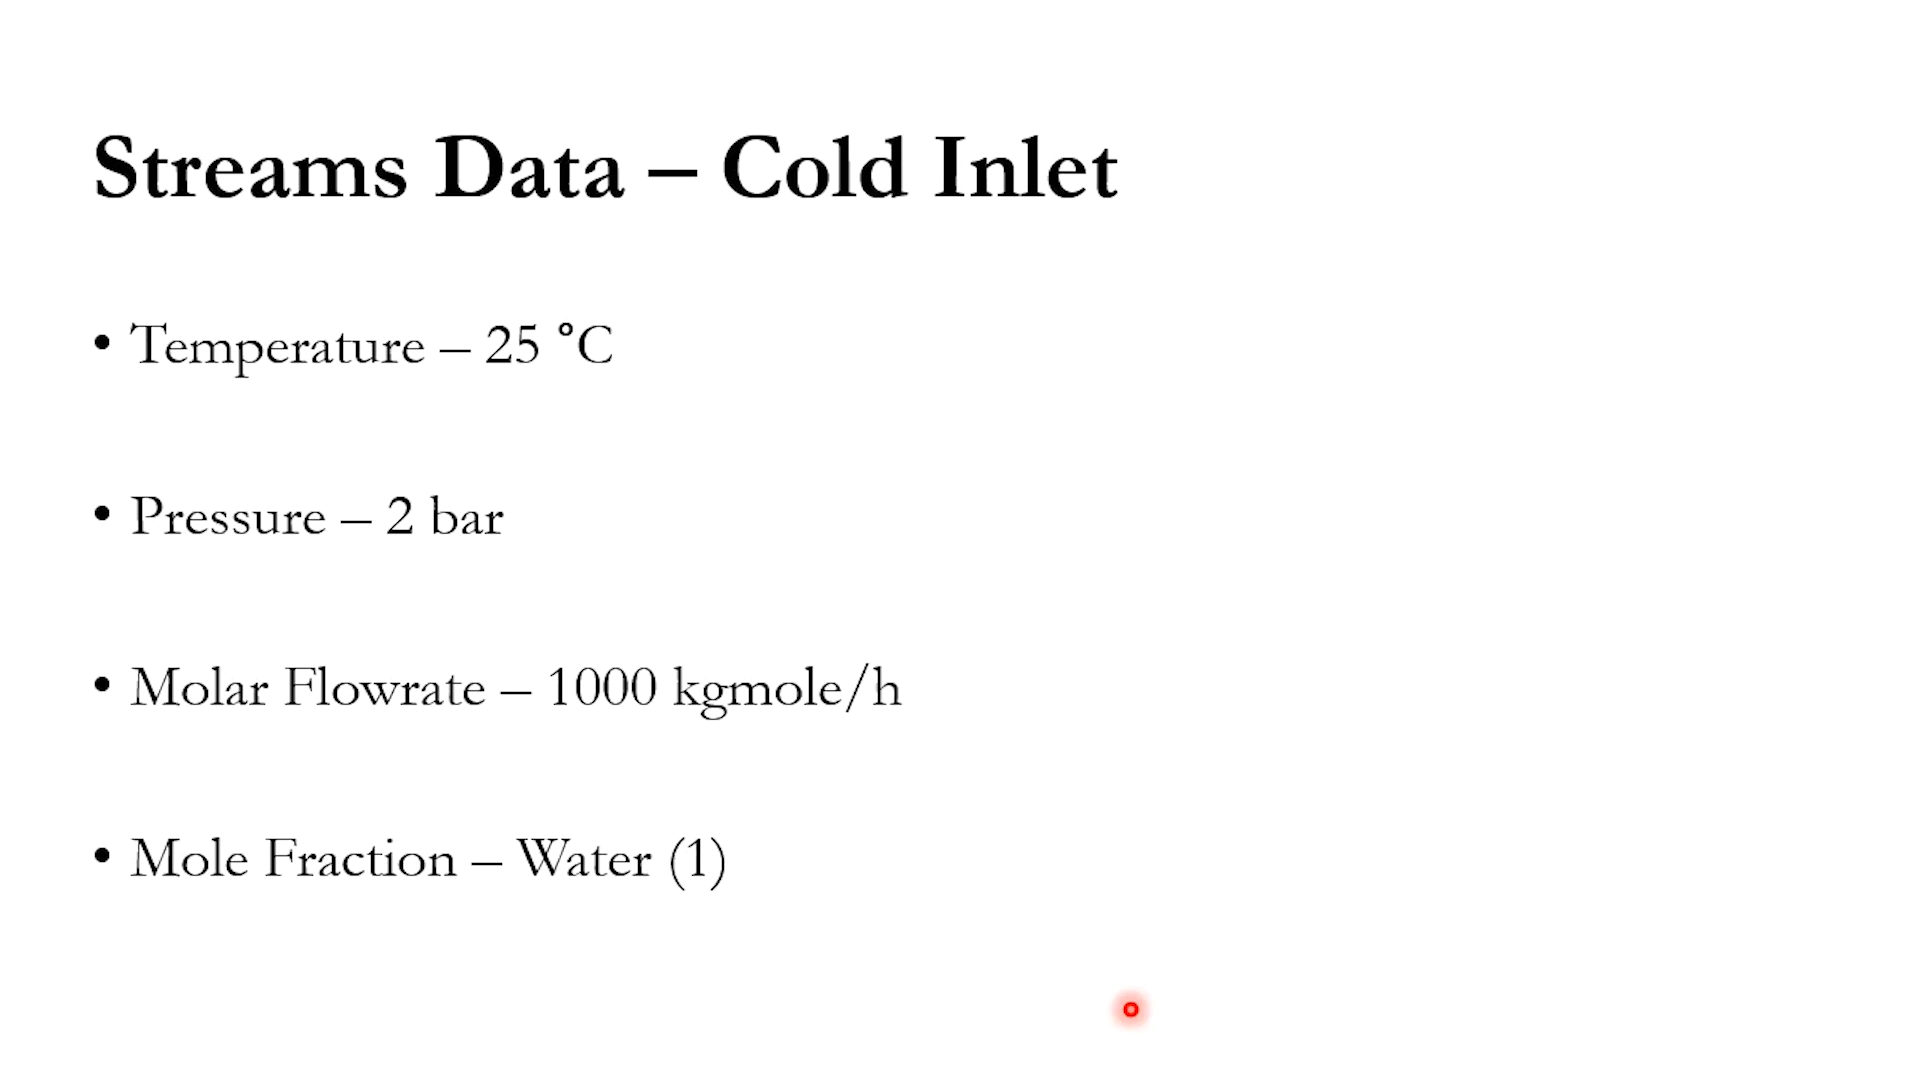 Streams Data – Cold Inlet
• Temperature – 25 °C
• Pressure – 2 bar
• Molar Flowrate – 1000 kgmole/h
• Mole Fraction – Water (1)